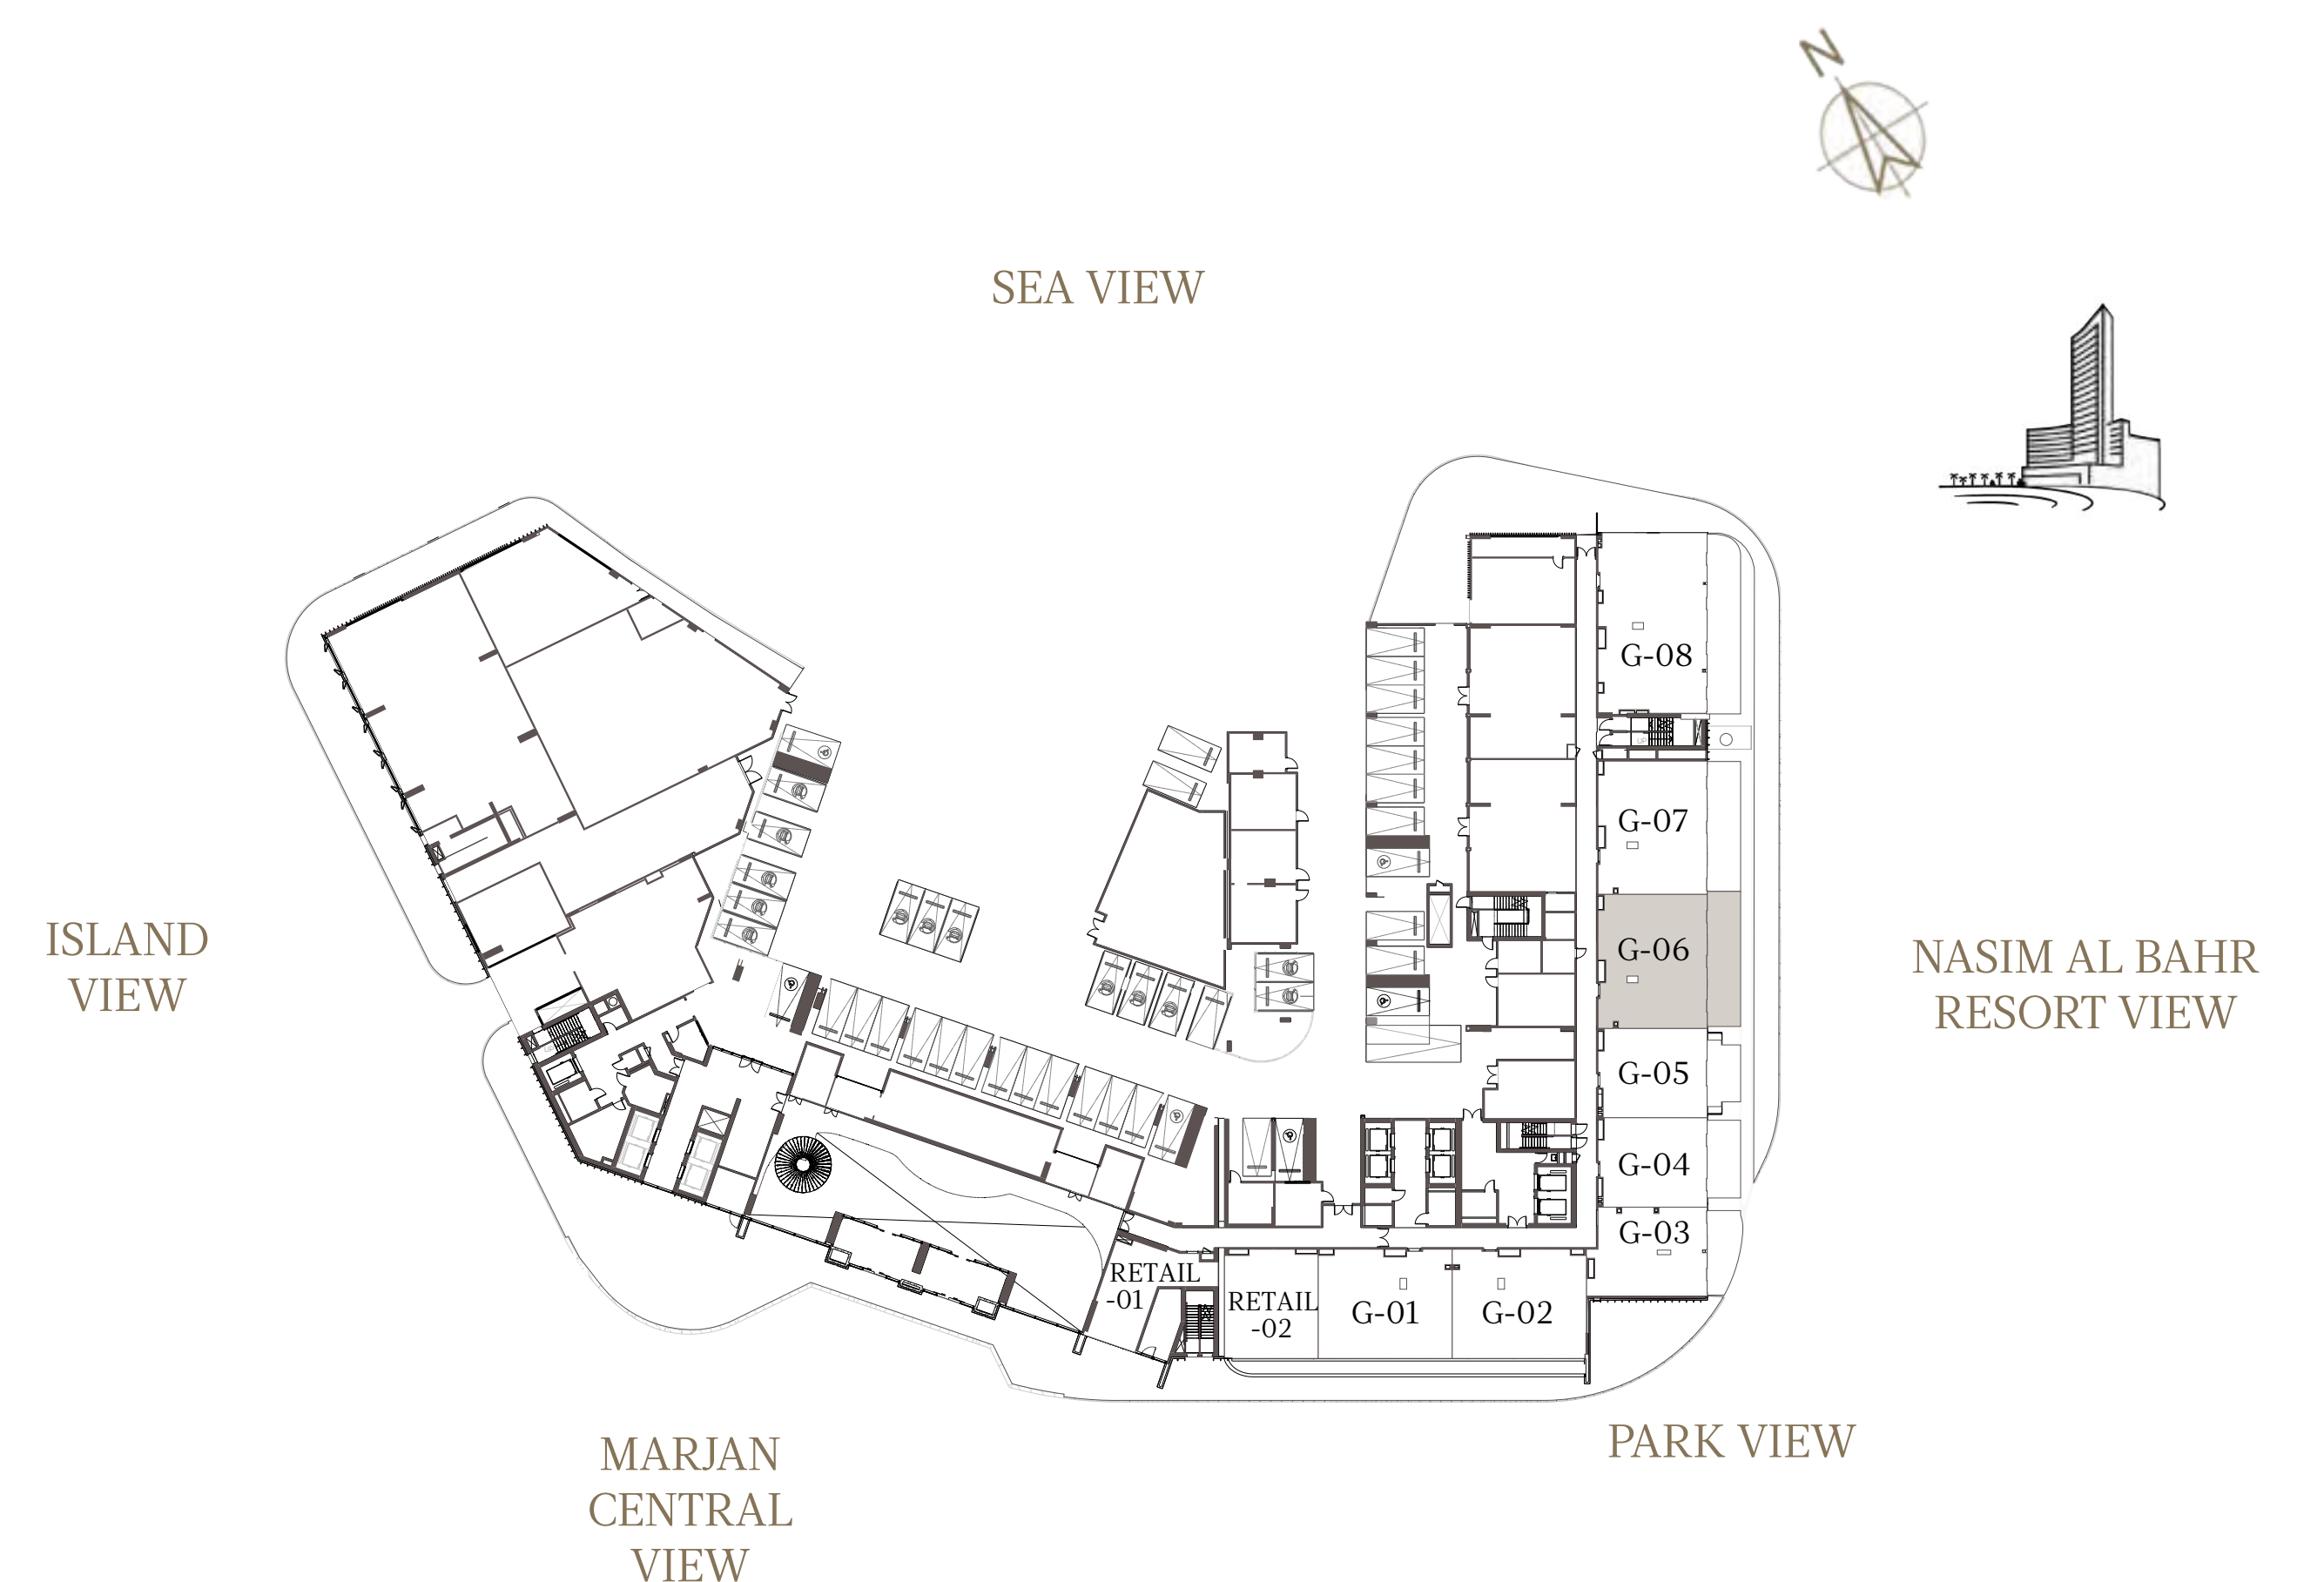 N
SEA VIEW
G-08
G-07
ISLAND
VIEW
G-06
NASIM AL BAHR
RESORT VIEW
G-05
G-04
G-03
RETAIL
-01
RETAIL
-02
G-01
G-02
PARK VIEW
MARJAN
CENTRAL
VIEW